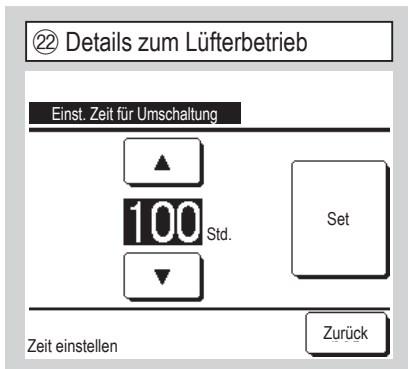 ㉒ Details zum Lüfterbetrieb
Einst. Zeit für Umschaltung
▲
100 Std.
Set
▼
Zeit einstellen
Zurück